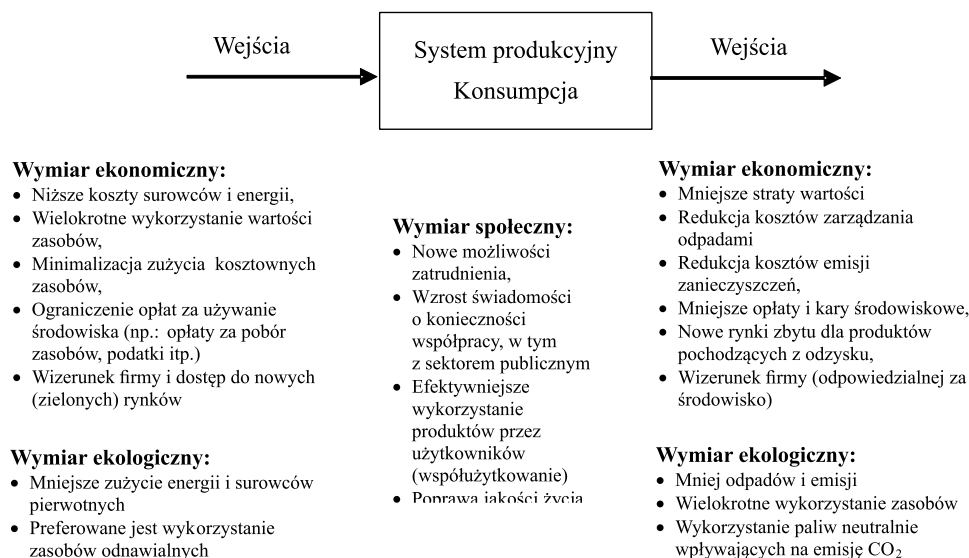 Wejścia
System produkcyjny
Konsumpcja
Wejścia
Wymiar ekonomiczny:
• Niższe koszty surowców i energii,
• Wielokrotne wykorzystanie wartości
zasobów,
• Minimalizacja zużycia kosztownych
zasobów,
• Ograniczenie opłat za używanie
środowiska (np.: opłaty za pobór
zasobów, podatki itp.)
• Wizerunek firmy i dostęp do nowych
(zielonych) rynków
Wymiar ekologiczny:
• Mniejsze zużycie energii i surowców
pierwotnych
• Preferowane jest wykorzystanie
zasobów odnawialnych
Wymiar społeczny:
• Nowe możliwości
zatrudnienia,
• Wzrost świadomości
o konieczności
współpracy, w tym
z sektorem publicznym
• Efektywniejsze
wykorzystanie
produktów przez
użytkowników
(współużytkowanie)
• Poprawa jakości życia
Wymiar ekonomiczny:
• Mniejsze straty wartości
• Redukcja kosztów zarządzania
odpadami
• Redukcja kosztów emisji
zanieczyszczeń,
• Mniejsze opłaty i kary środowiskowe,
• Nowe rynki zbytu dla produktów
pochodzących z odzysku,
• Wizerunek firmy (odpowiedzialnej za
środowisko)
Wymiar ekologiczny:
• Mniej odpadów i emisji
• Wielokrotne wykorzystanie zasobów
• Wykorzystanie paliw neutralnie
wpływających na emisję CO₂